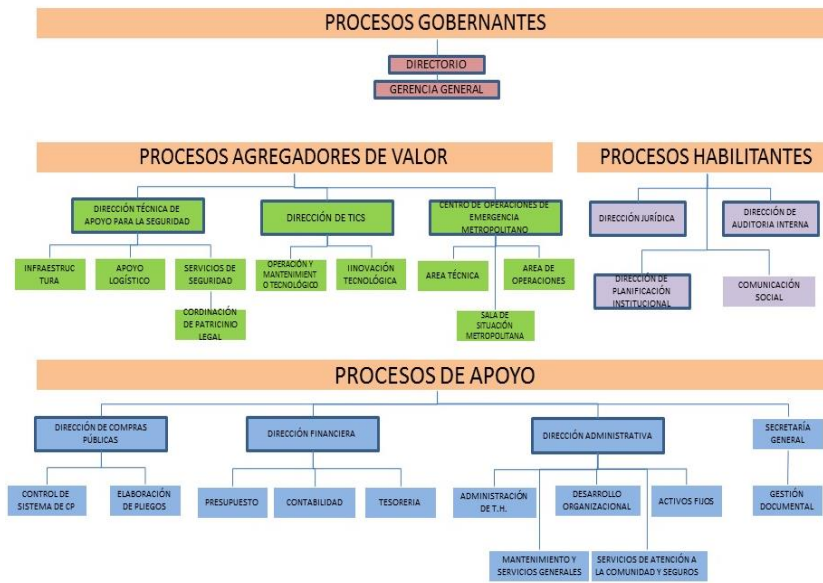 PROCESOS GOBERNANTES
DIRECTORIO
GERENCIA GENERAL
PROCESOS AGREGADORES DE VALOR
PROCESOS HABILITANTES
DIRECCIÓN TÉCNICA DE
APOYO PARA LA SEGURIDAD
DIRECCIÓN DE TICS
CENTRO DE OPERACIONES DE
EMERGENCIA
METROPOLITANO
DIRECCIÓN JURÍDICA
DIRECCIÓN DE
AUDITORIA INTERNA
INFRAESTRUC
TURA
APOYO
LOGÍSTICO
SERVICIOS DE
SEGURIDAD
OPERACIÓN Y
MANTENIMIENT
O TECNOLÓGICO
IINOVACIÓN
TECNOLÓGICA
AREA TÉCNICA
AREA DE
OPERACIONES
DIRECCIÓN DE
PLANIFICACIÓN
INSTITUCIONAL
COMUNICACIÓN
SOCIAL
CORDINACIÓN
DE PATRICINIO
LEGAL
SALA DE
SITUACIÓN
METROPOLITANA
PROCESOS DE APOYO
DIRECCIÓN DE COMPRAS
PÚBLICAS
DIRECCIÓN FINANCIERA
DIRECCIÓN ADMINISTRATIVA
SECRETARÍA
GENERAL
CONTROL DE
SISTEMA DE CP
ELABORACIÓN
DE PLIEGOS
PRESUPUESTO
CONTABILIDAD
TESORERIA
ADMINISTRACIÓN
DE T.H.
DESARROLLO
ORGANIZACIONAL
ACTIVOS FIJOS
GESTIÓN
DOCUMENTAL
MANTENIMIENTO Y
SERVICIOS GENERALES
SERVICIOS DE ATENCIÓN A
LA COMUNIDAD Y SEGUROS